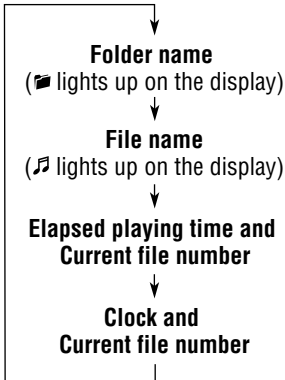 Folder name
( lights up on the display)
File name
( lights up on the display)
Elapsed playing time and
Current file number
Clock and
Current file number